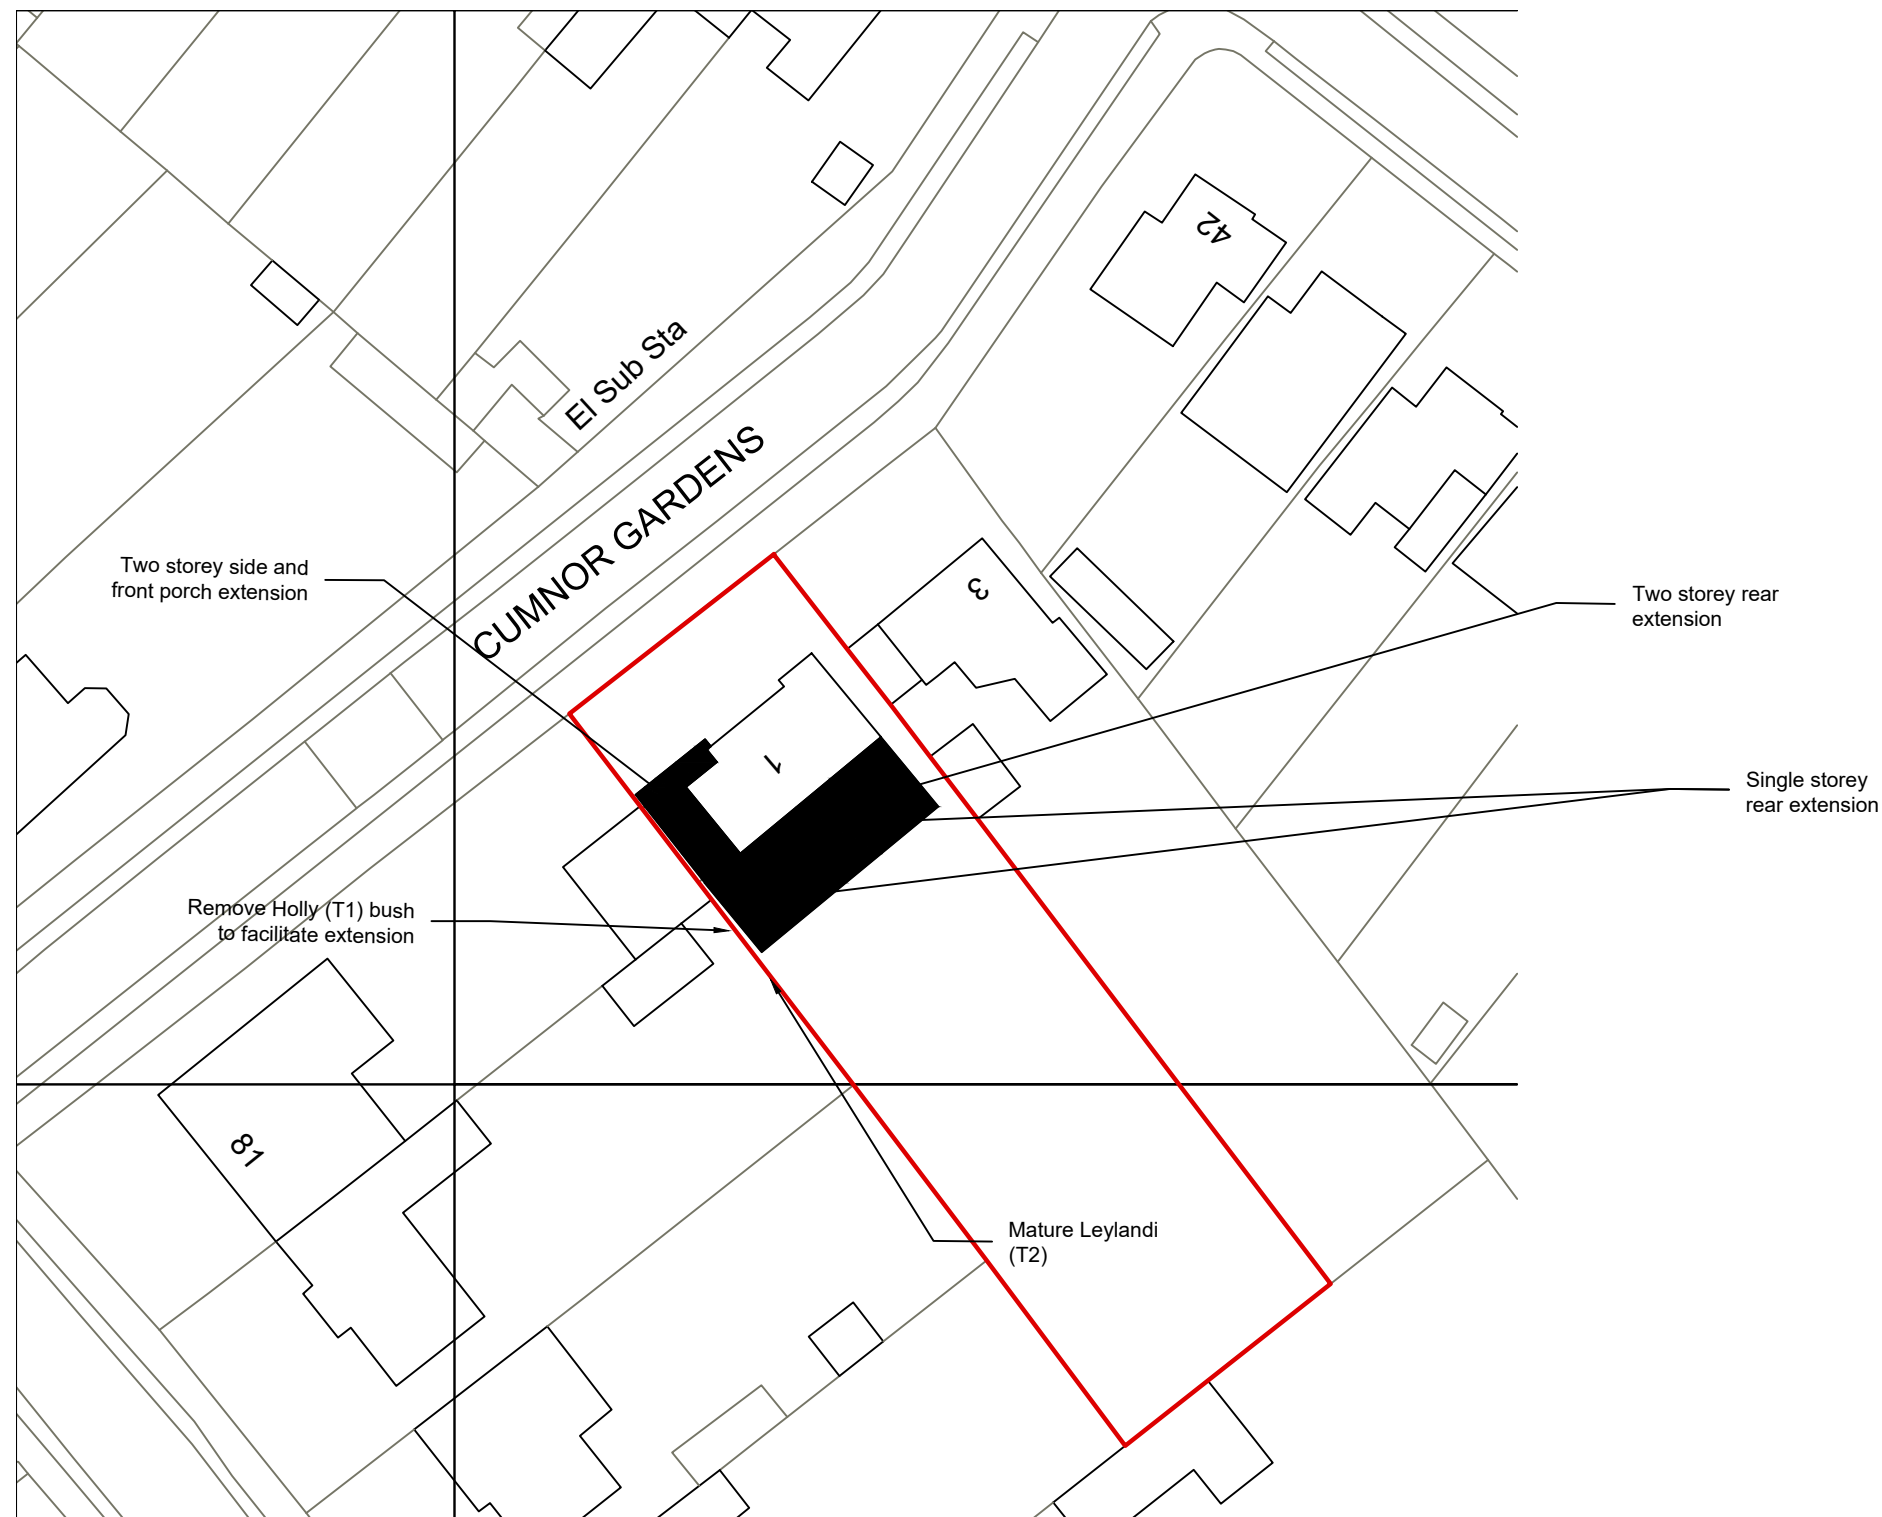 42
El Sub Sta
CUMNOR GARDENS
Two storey side and
front porch extension
3
Two storey rear
extension
1
Single storey
rear extension
Remove Holly (T1) bush
to facilitate extension
81
Mature Leylandi
(T2)